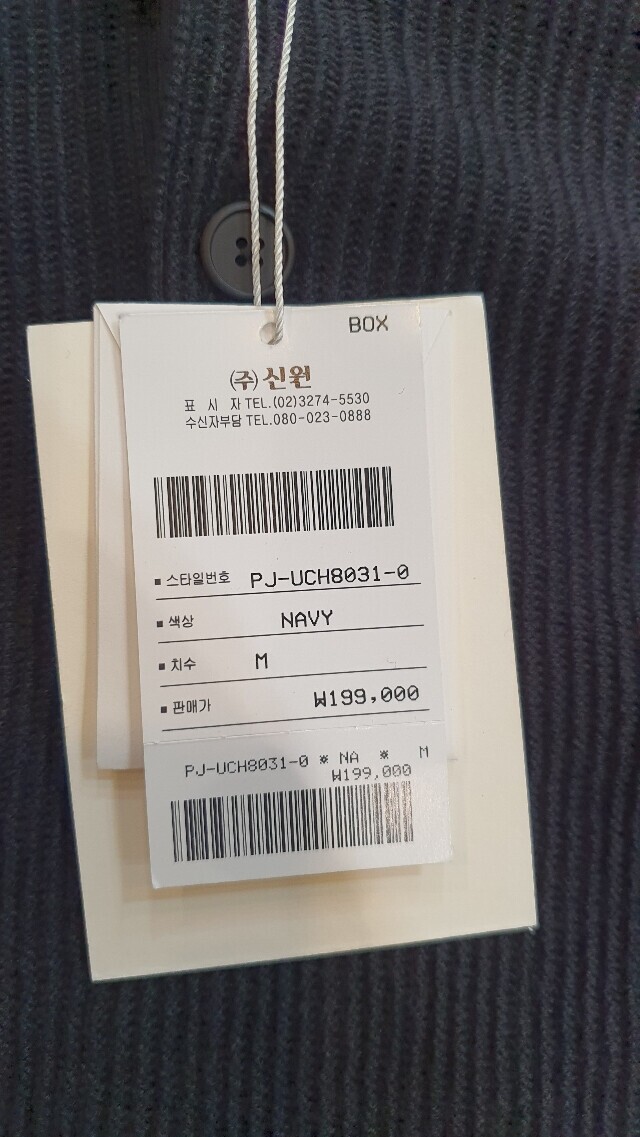 BOX
㈜신원
표 시 자 TEL.(02)3274-5530
수신자부담 TEL.080-023-0888
■ 스타일번호 PJ-UCH8031-0
■ 색상 NAVY
■ 치수 M
■ 판매가 ₩199,000
PJ-UCH8031-0 * NA * M
₩199,000